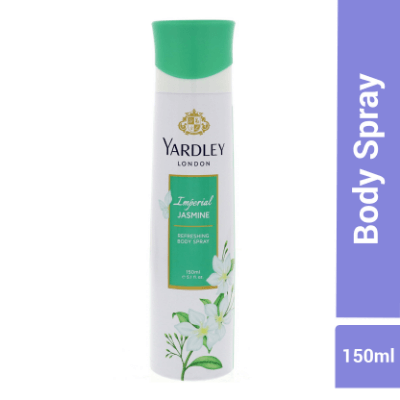 YARDLEY
LONDON
Imperial
JASMINE
REFRESHING
BODY SPRAY
150ml
Body Spray
150ml